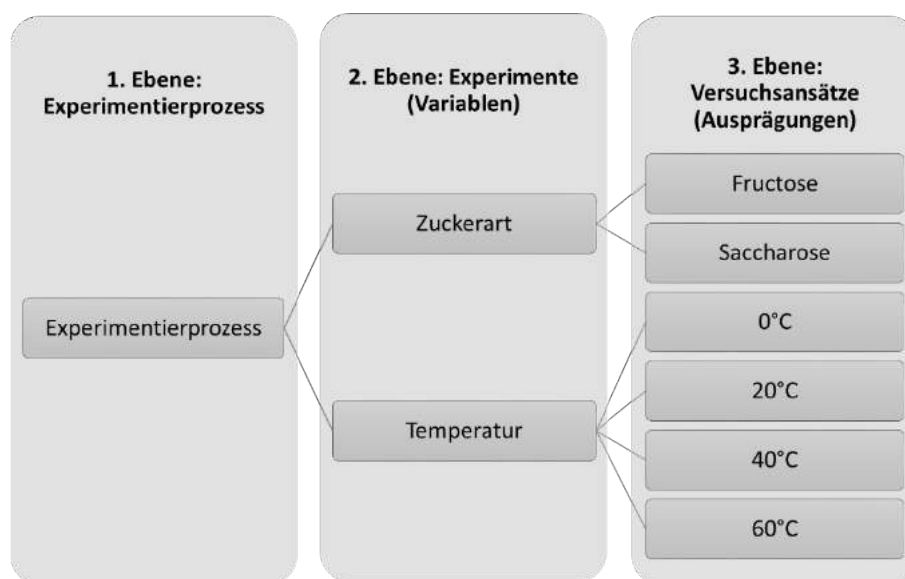 1. Ebene:
Experimentierprozess
2. Ebene: Experimente
(Variablen)
3. Ebene:
Versuchsansätze
(Ausprägungen)
Experimentierprozess
Zuckerart
Temperatur
Fructose
Saccharose
0°C
20°C
40°C
60°C